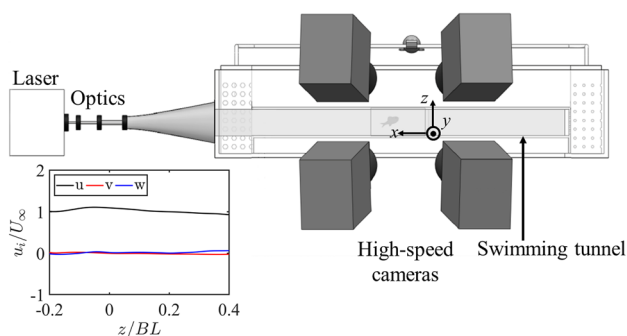 Laser
Optics
z
y
x
High-speed
cameras
Swimming tunnel
u v w
u_i/U_∞
2
1
0
-1
-0.2 0 0.2 0.4
z/BL